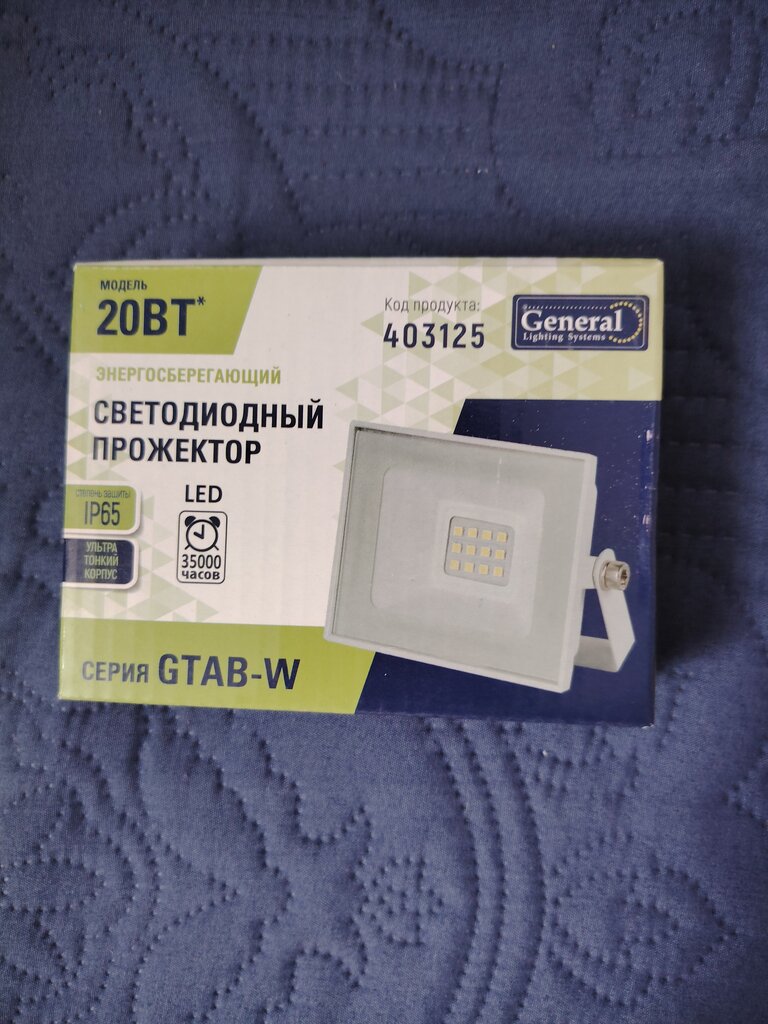 МОДЕЛЬ
20ВТ*
Код продукта:
403125
General
Lighting Systems
ЭНЕРГОСБЕРЕГАЮЩИЙ
СВЕТОДИОДНЫЙ
ПРОЖЕКТОР
степень защиты
IP65
УЛЬТРА
ТОНКИЙ
КОРПУС
LED
35000
часов
СЕРИЯ GTAB-W